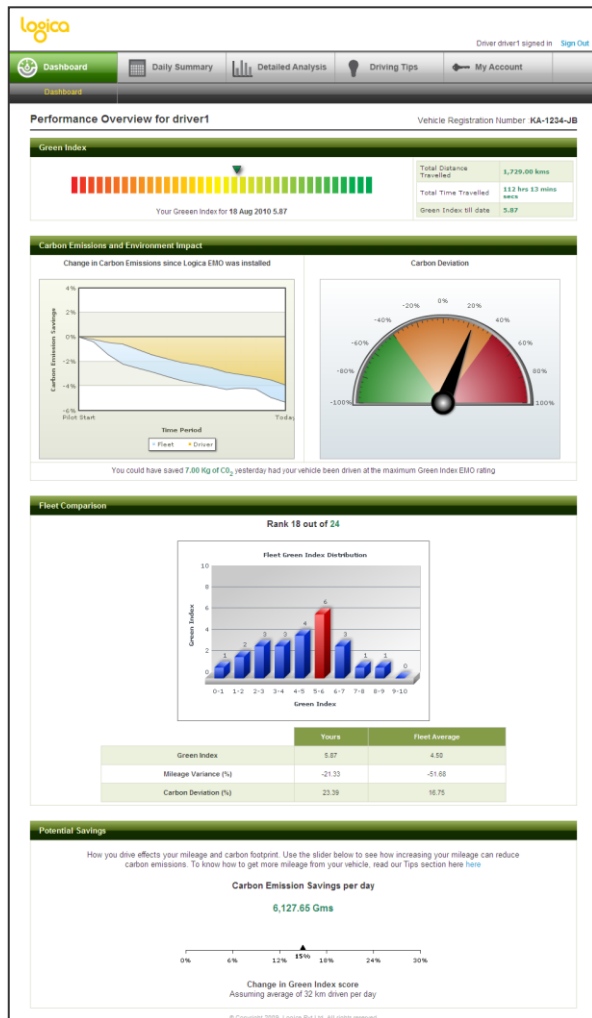 logica
Driver driver1 signed in Sign Out
Dashboard Daily Summary Detailed Analysis Driving Tips My Account
Dashboard
Performance Overview for driver1 Vehicle Registration Number KA-1234-JB
Green Index
Total Distance Travelled 1,729.00 kms
Total Time Travelled 112 hrs 13 mins secs
Green Index till date 5.87
Your Greeen Index for 18 Aug 2010 5.87
Carbon Emissions and Environment Impact
Change in Carbon Emissions since Logica EMO was installed
Carbon Emission Savings
4%
2%
0%
-2%
-4%
-6%
Pilot Start Today
Time Period
Fleet Driver
Carbon Deviation
-100% -80% -60% -40% -20% 0% 20% 40% 60% 80% 100%
You could have saved 7.00 Kg of C0₂ yesterday had your vehicle been driven at the maximum Green Index EMO rating
Fleet Comparison
Rank 18 out of 24
Fleet Green Index Distribution
Green Index
10
8
6
4
2
0
1 2 3 3 4 6 3 1 1 0
0-1 1-2 2-3 3-4 4-5 5-6 6-7 7-8 8-9 9-10
Green Index
Yours Fleet Average
Green Index 5.87 4.50
Mileage Variance (%) -21.33 -51.68
Carbon Deviation (%) 23.39 16.75
Potential Savings
How you drive effects your mileage and carbon footprint. Use the slider below to see how increasing your mileage can reduce
carbon emissions. To know how to get more mileage from your vehicle, read our Tips section here here
Carbon Emission Savings per day
6,127.65 Gms
0% 6% 12% 15% 18% 24% 30%
Change in Green Index score
Assuming average of 32 km driven per day